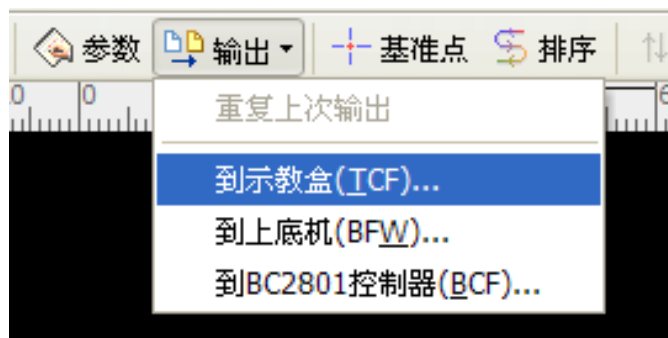 参数 输出 基准点 排序
0 0 6
重复上次输出
到示教盒(TCF)...
到上底机(BFW)...
到BC2801控制器(BCF)...